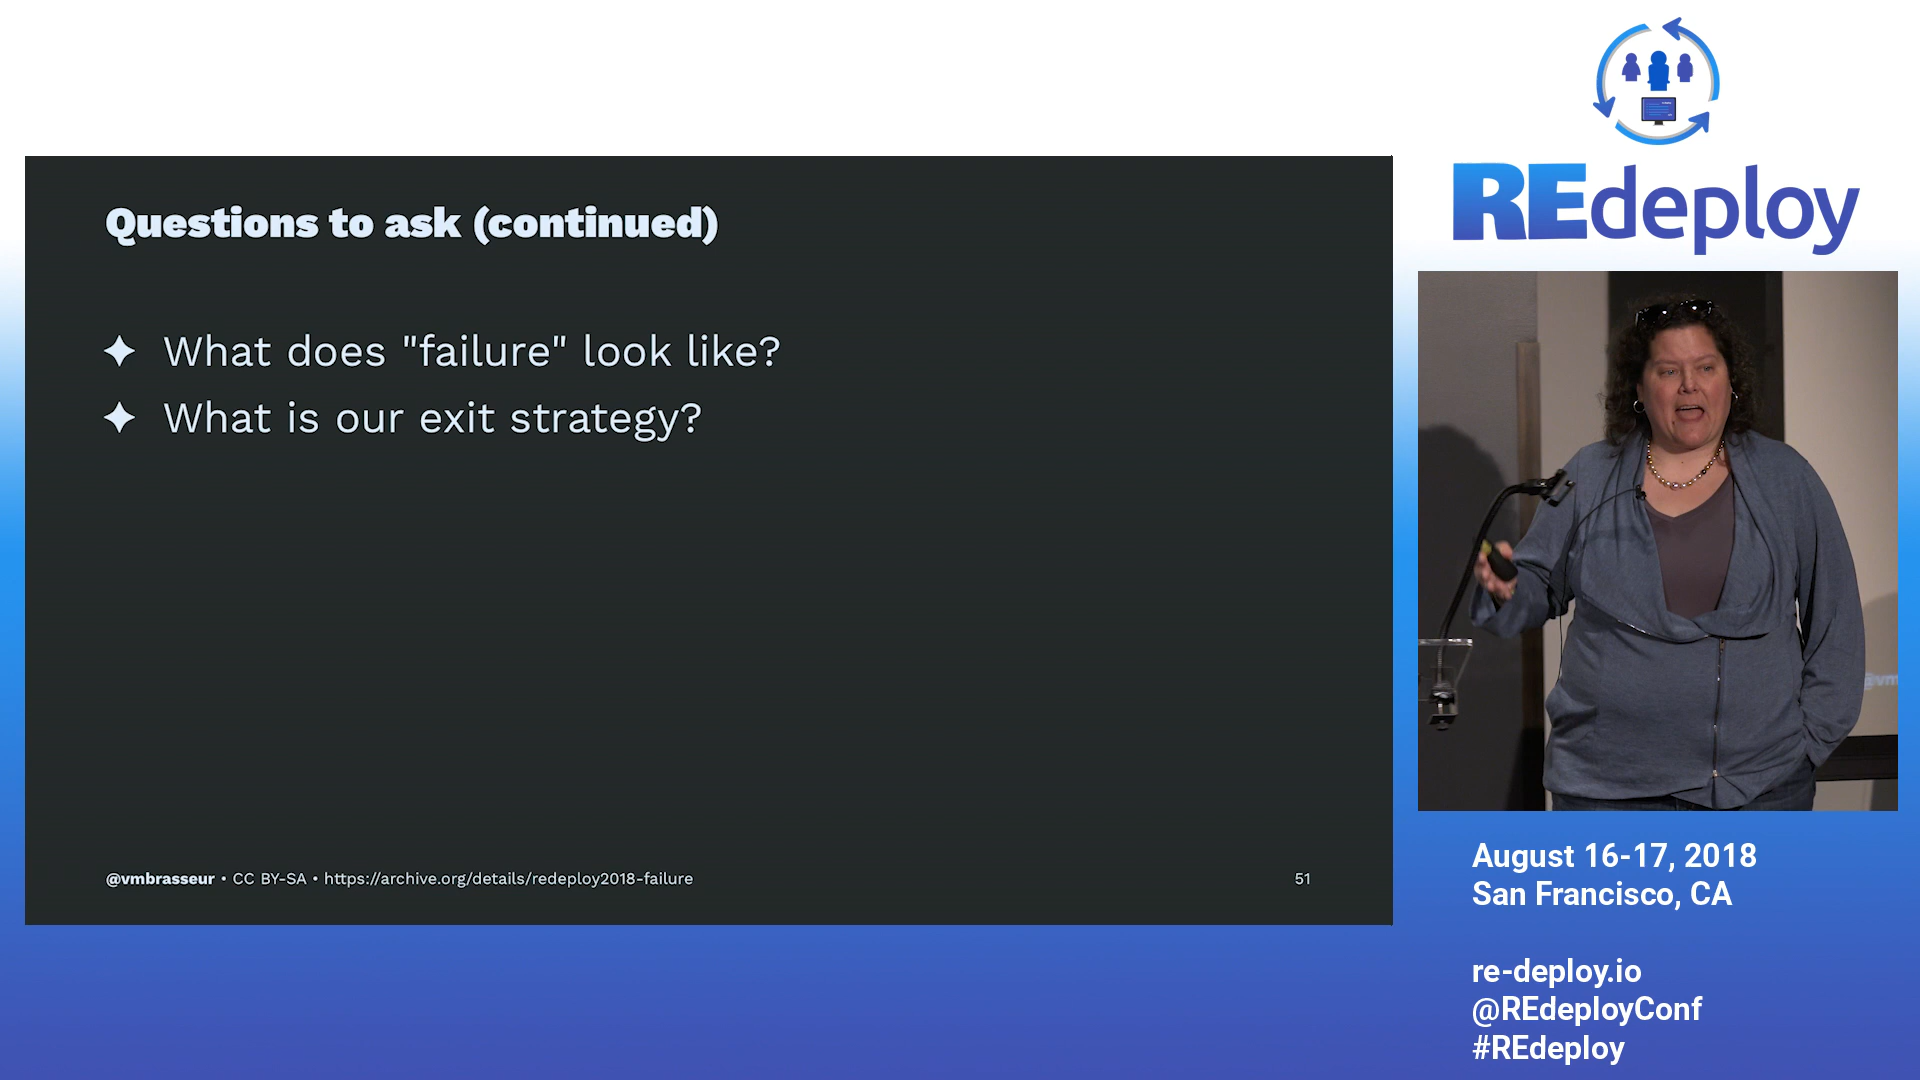 Questions to ask (continued)
✦ What does "failure" look like?
✦ What is our exit strategy?
@vmbrasseur • CC BY-SA • https://archive.org/details/redeploy2018-failure
51
REdeploy
@vm
August 16-17, 2018
San Francisco, CA
re-deploy.io
@REdeployConf
#REdeploy